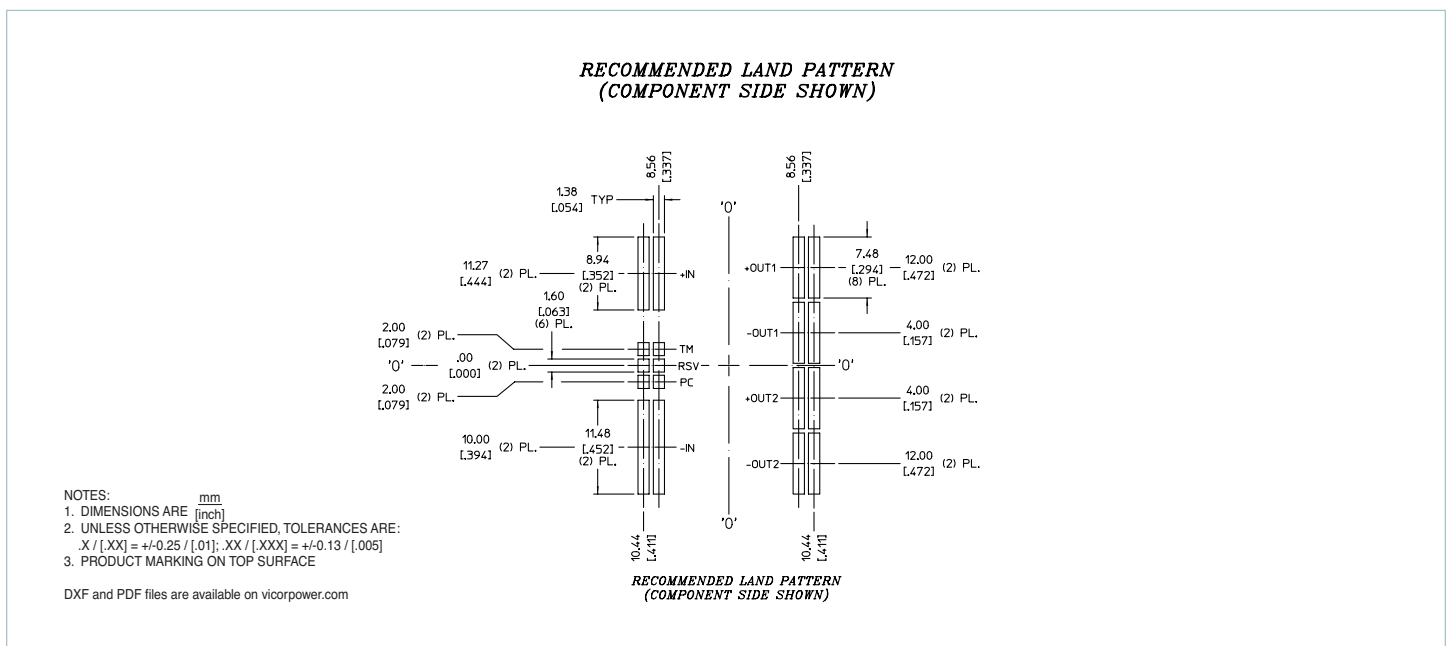 RECOMMENDED LAND PATTERN
(COMPONENT SIDE SHOWN)
8.56
[.337]
8.56
[.337]
1.38
[.054]
TYP
'0'
11.27
[.444]
(2) PL.
8.94
[.352]
(2) PL.
+IN
+OUT1
7.48
[.294]
(8) PL.
12.00
[.472]
(2) PL.
1.60
[.063]
(6) PL.
2.00
[.079]
(2) PL.
TM
-OUT1
4.00
[.157]
(2) PL.
'0'
.00
[.000]
(2) PL.
RSV
'0'
2.00
[.079]
(2) PL.
PC
+OUT2
4.00
[.157]
(2) PL.
10.00
[.394]
(2) PL.
11.48
[.452]
(2) PL.
-IN
-OUT2
12.00
[.472]
(2) PL.
'0'
10.44
[.411]
10.44
[.411]
RECOMMENDED LAND PATTERN
(COMPONENT SIDE SHOWN)
NOTES:
1. DIMENSIONS ARE mm
[inch]
2. UNLESS OTHERWISE SPECIFIED, TOLERANCES ARE:
.X / [.XX] = +/-0.25 / [.01]; .XX / [.XXX] = +/-0.13 / [.005]
3. PRODUCT MARKING ON TOP SURFACE
DXF and PDF files are available on vicorpower.com